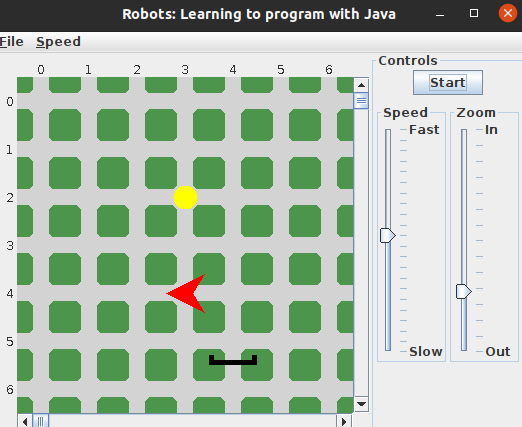 Robots: Learning to program with Java
File Speed
0 1 2 3 4 5 6
0
1
2
3
4
5
6
Controls
Start
Speed
Fast
Slow
Zoom
In
Out